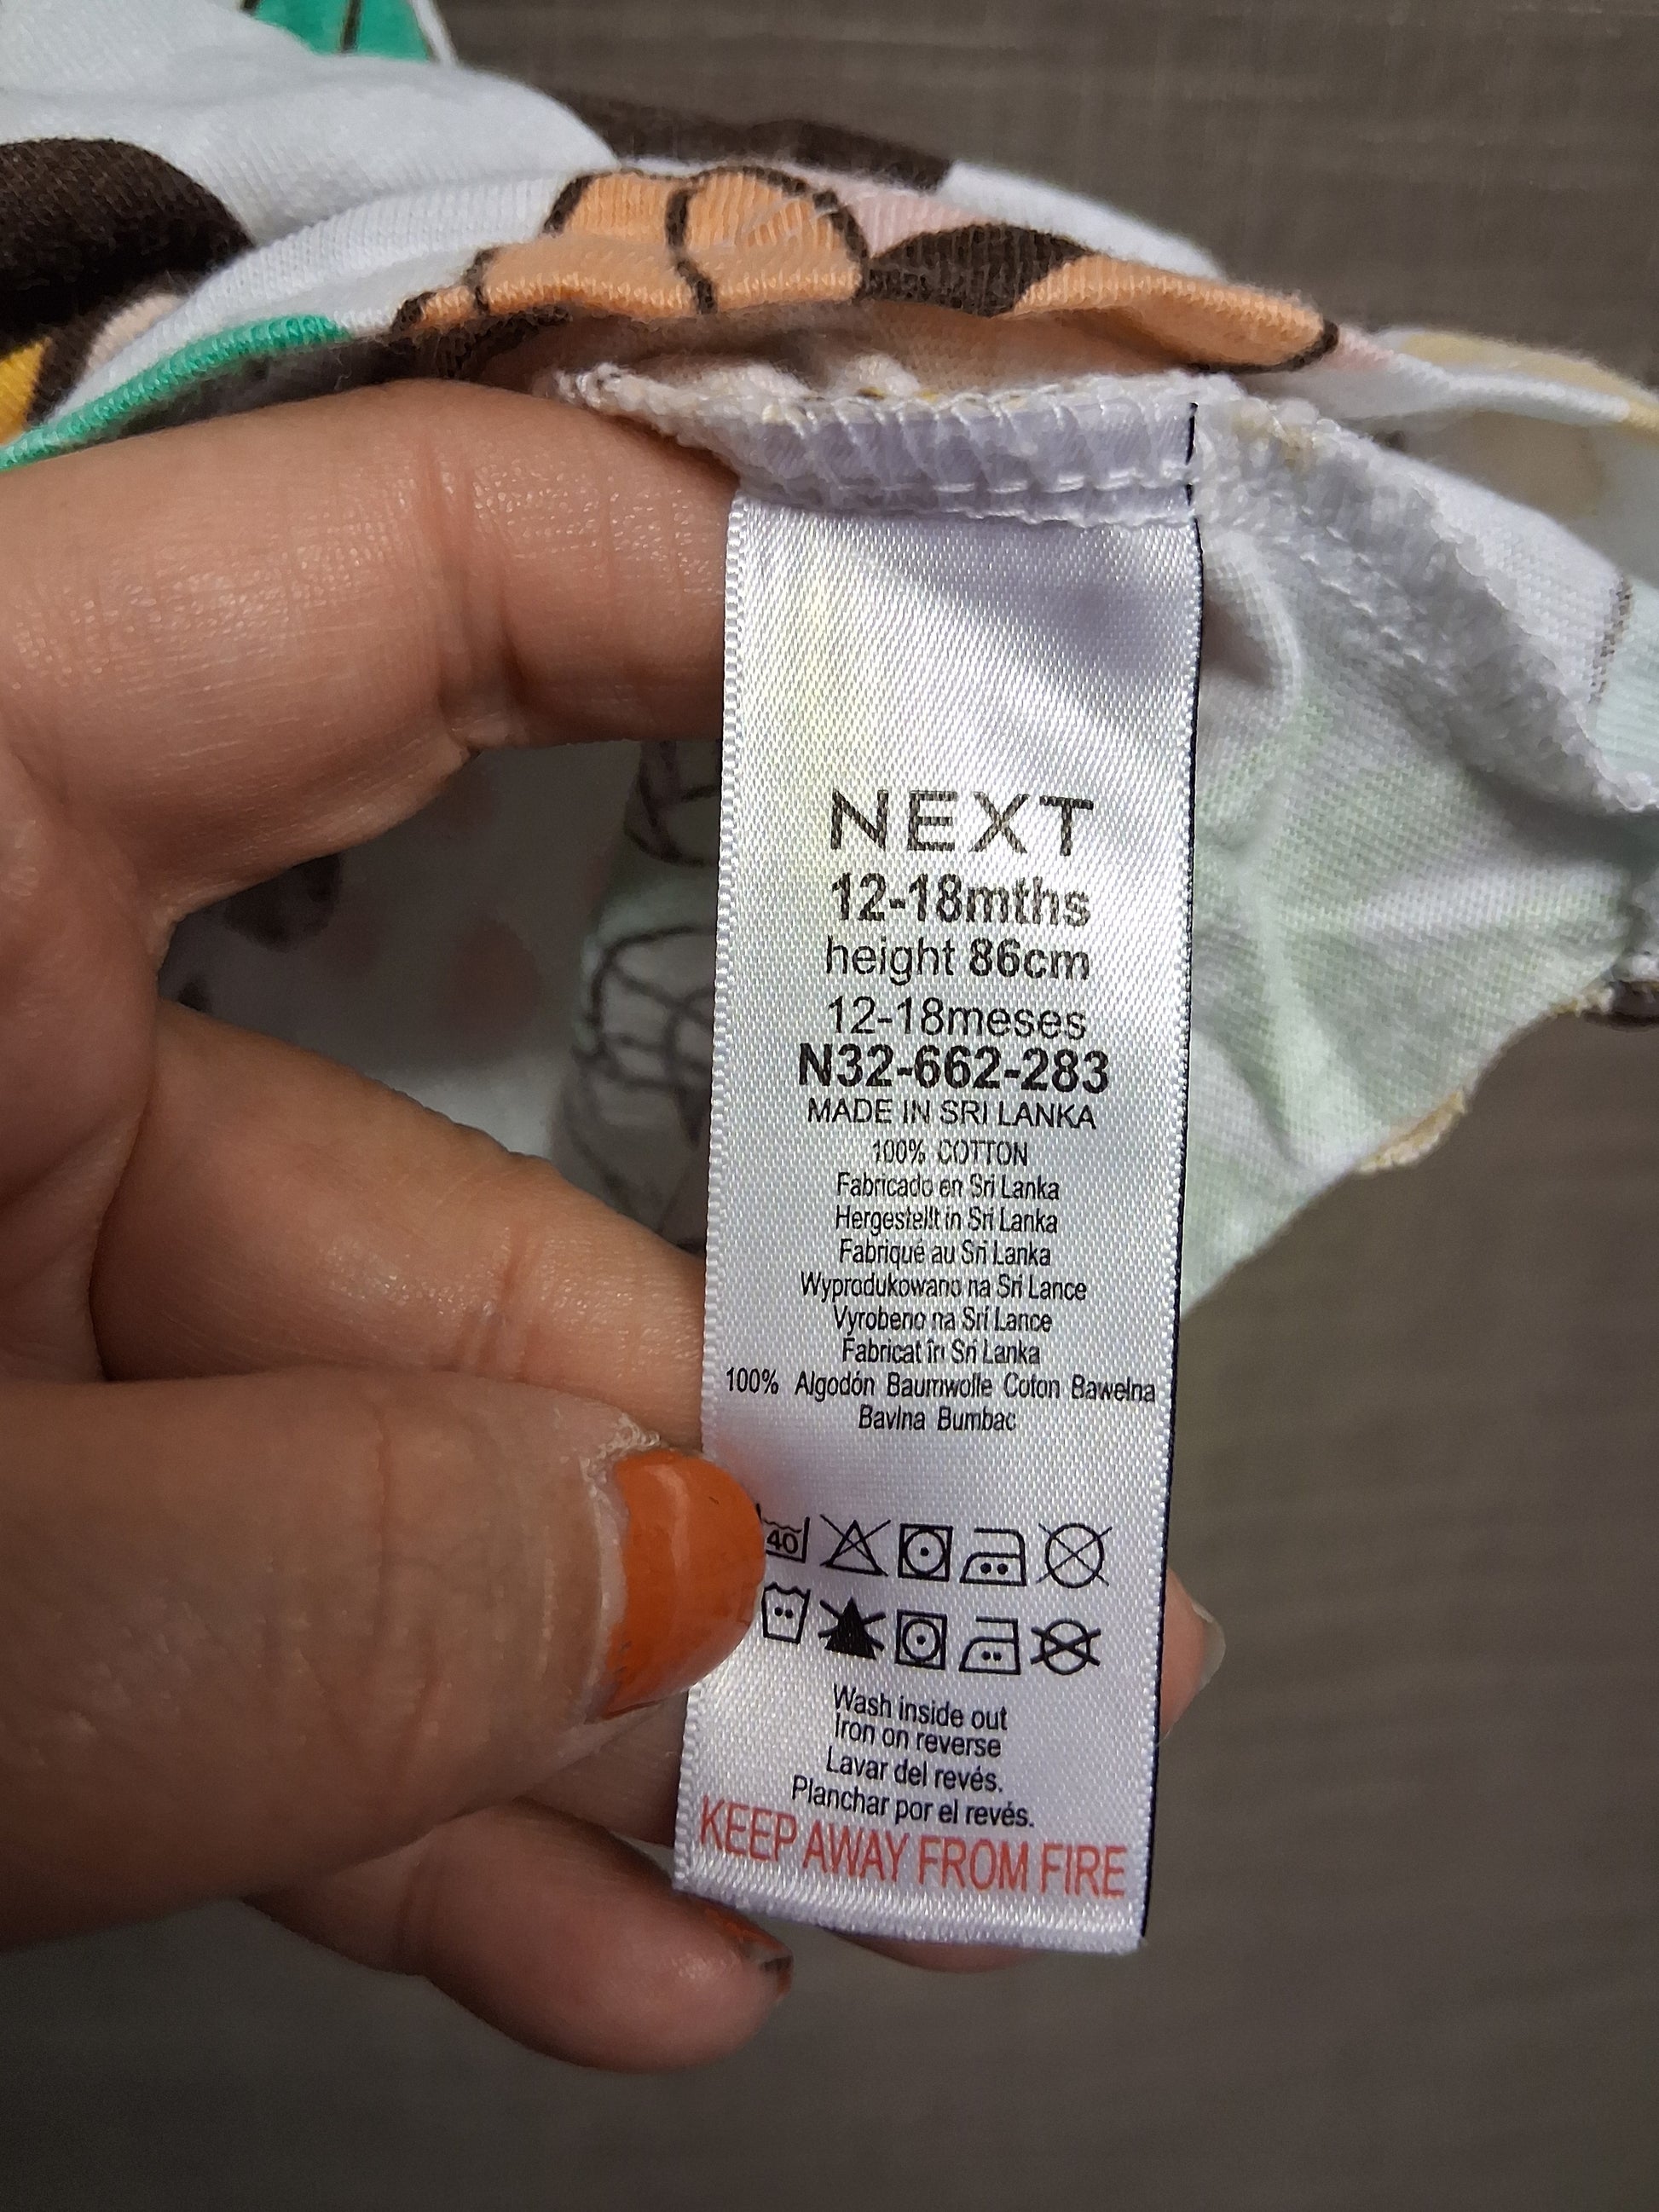 NEXT
12-18mths
height 86cm
12-18meses
N32-662-283
MADE IN SRI LANKA
100% COTTON
Fabricado en Sri Lanka
Hergestellt in Sri Lanka
Fabriqué au Sri Lanka
Wyprodukowano na Sri Lance
Vyrobeno na Srí Lance
Fabricat în Sri Lanka
100% Algodón Baumwolle Coton Bawełna
Bavlna Bumbac
40
Wash inside out
Iron on reverse
Lavar del revés.
Planchar por el revés.
KEEP AWAY FROM FIRE